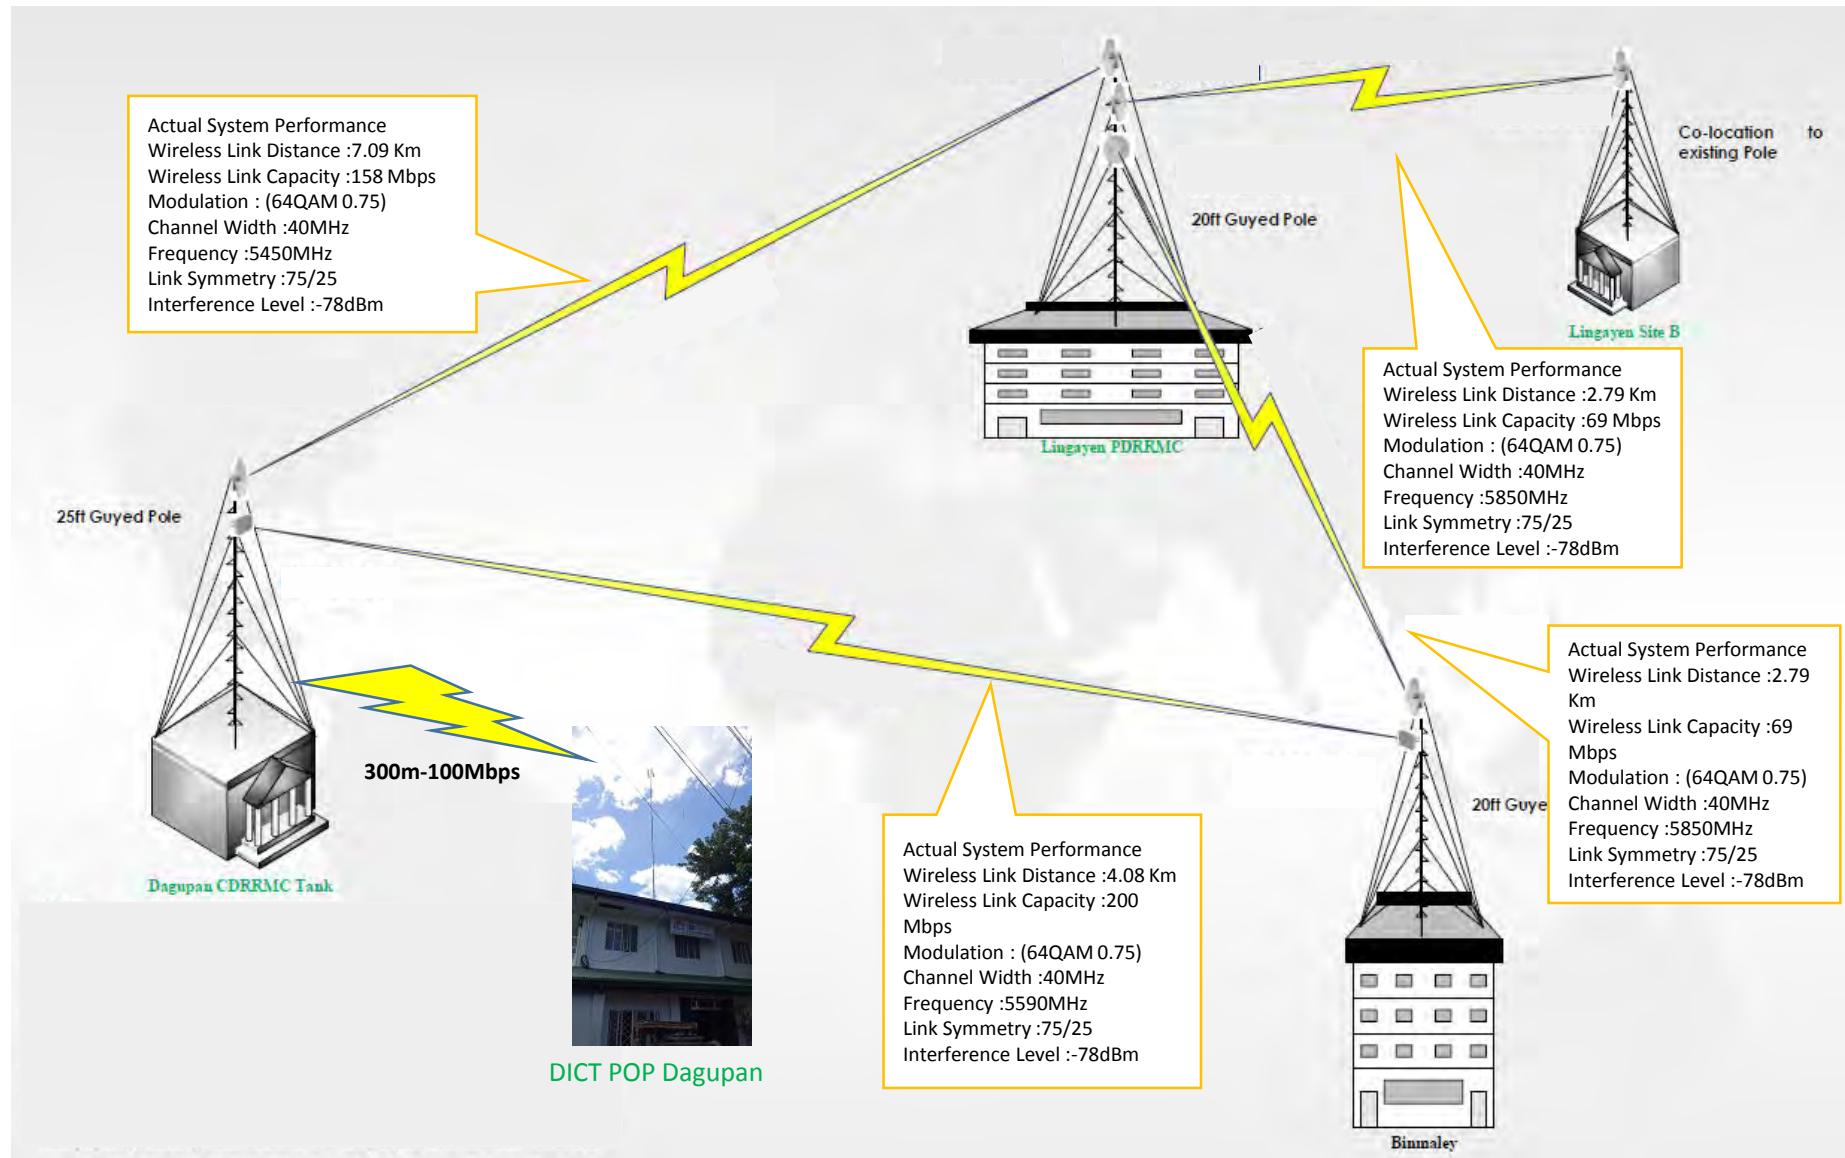 Actual System Performance
Wireless Link Distance :7.09 Km
Wireless Link Capacity :158 Mbps
Modulation : (64QAM 0.75)
Channel Width :40MHz
Frequency :5450MHz
Link Symmetry :75/25
Interference Level :-78dBm
Co-location to
existing Pole
20ft Guyed Pole
Lingayen Site B
Actual System Performance
Wireless Link Distance :2.79 Km
Wireless Link Capacity :69 Mbps
Modulation : (64QAM 0.75)
Channel Width :40MHz
Frequency :5850MHz
Link Symmetry :75/25
Interference Level :-78dBm
Lingayen PDRRMC
25ft Guyed Pole
Actual System Performance
Wireless Link Distance :2.79
Km
Wireless Link Capacity :69
Mbps
Modulation : (64QAM 0.75)
Channel Width :40MHz
Frequency :5850MHz
Link Symmetry :75/25
Interference Level :-78dBm
300m-100Mbps
20ft Guye
Dagupan CDRRMC Tank
Actual System Performance
Wireless Link Distance :4.08 Km
Wireless Link Capacity :200
Mbps
Modulation : (64QAM 0.75)
Channel Width :40MHz
Frequency :5590MHz
Link Symmetry :75/25
Interference Level :-78dBm
DICT POP Dagupan
Binmaley